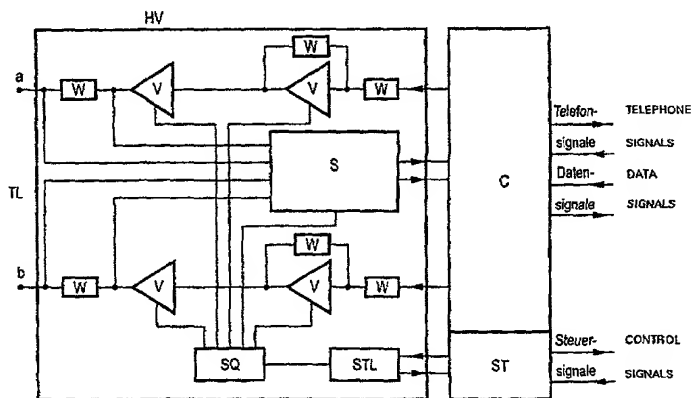 HV
W
a
W
V
V
W
Telefon- TELEPHONE
signale SIGNALS
S
Daten- DATA
C
TL
signale SIGNALS
W
b
W
V
V
W
Steuer- CONTROL
SQ
STL
ST
signale SIGNALS